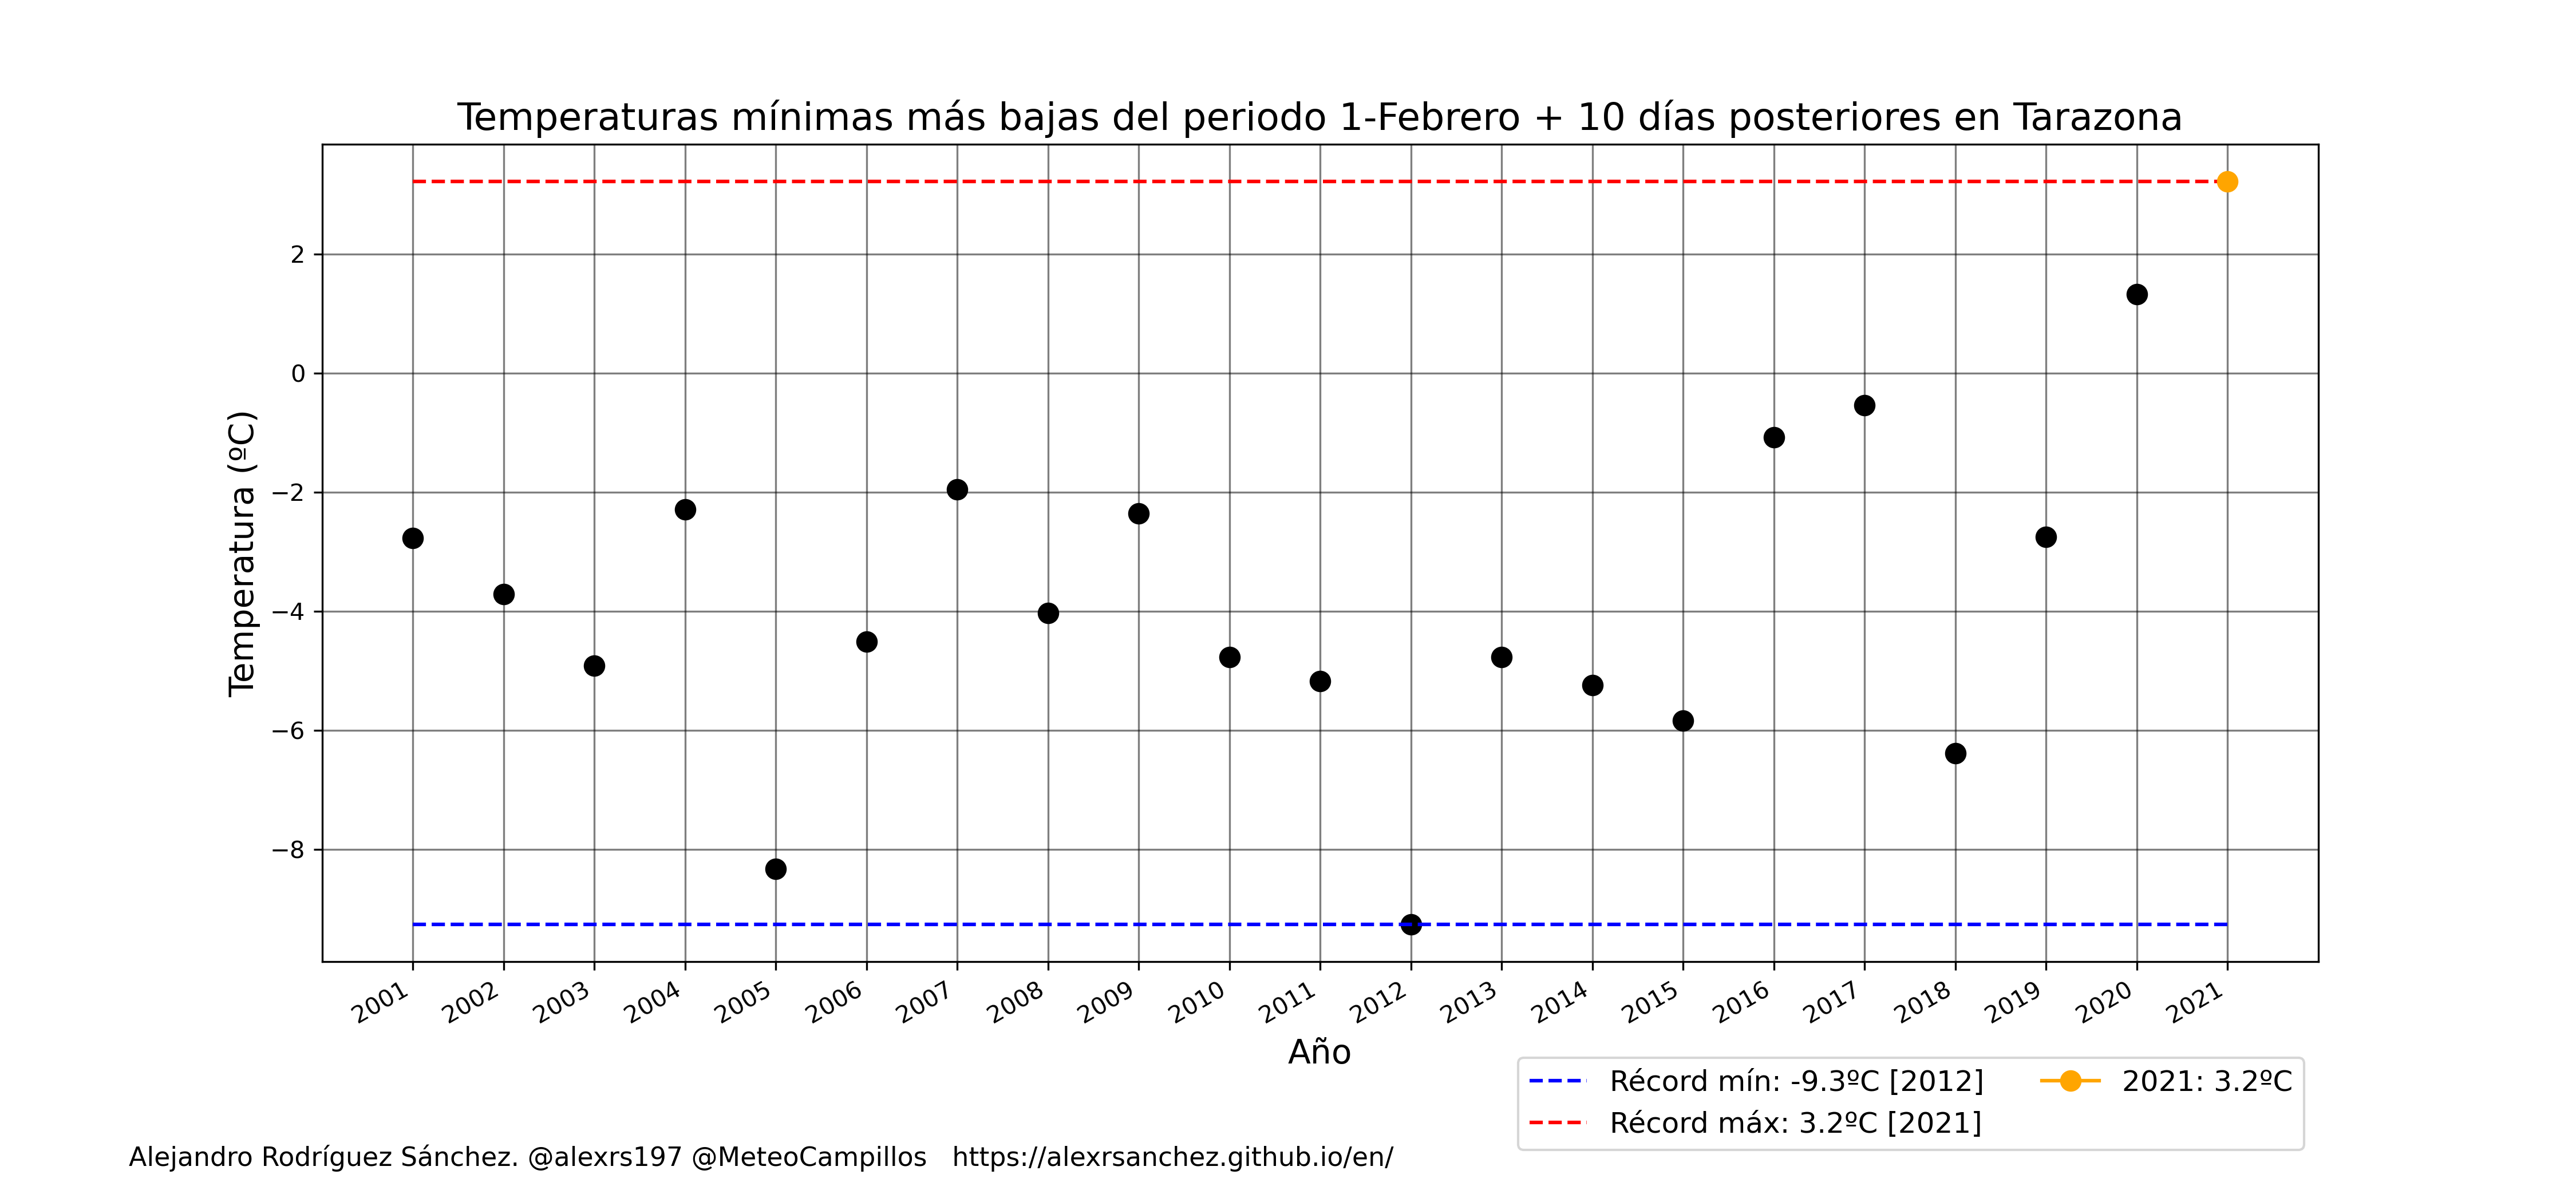 Temperaturas mínimas más bajas del periodo 1-Febrero + 10 días posteriores en Tarazona
Temperatura (ºC)
2
0
−2
−4
−6
−8
2001 2002 2003 2004 2005 2006 2007 2008 2009 2010 2011 2012 2013 2014 2015 2016 2017 2018 2019 2020 2021
Año
Récord mín: -9.3ºC [2012]
Récord máx: 3.2ºC [2021]
2021: 3.2ºC
Alejandro Rodríguez Sánchez. @alexrs197 @MeteoCampillos https://alexrsanchez.github.io/en/